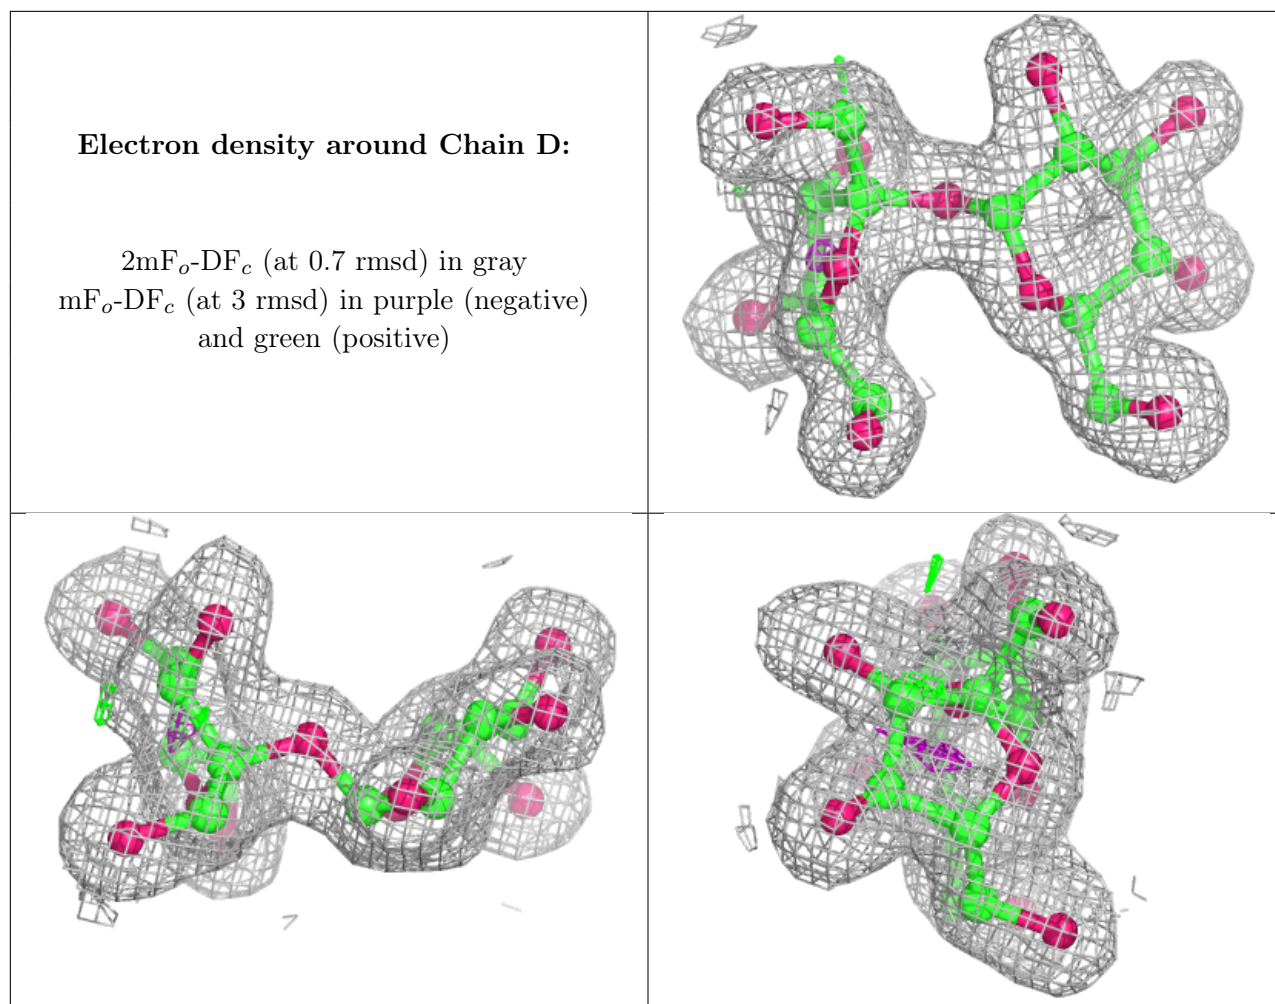 Electron density around Chain D:
2mFₒ-DF𝒸 (at 0.7 rmsd) in gray
mFₒ-DF𝒸 (at 3 rmsd) in purple (negative)
and green (positive)